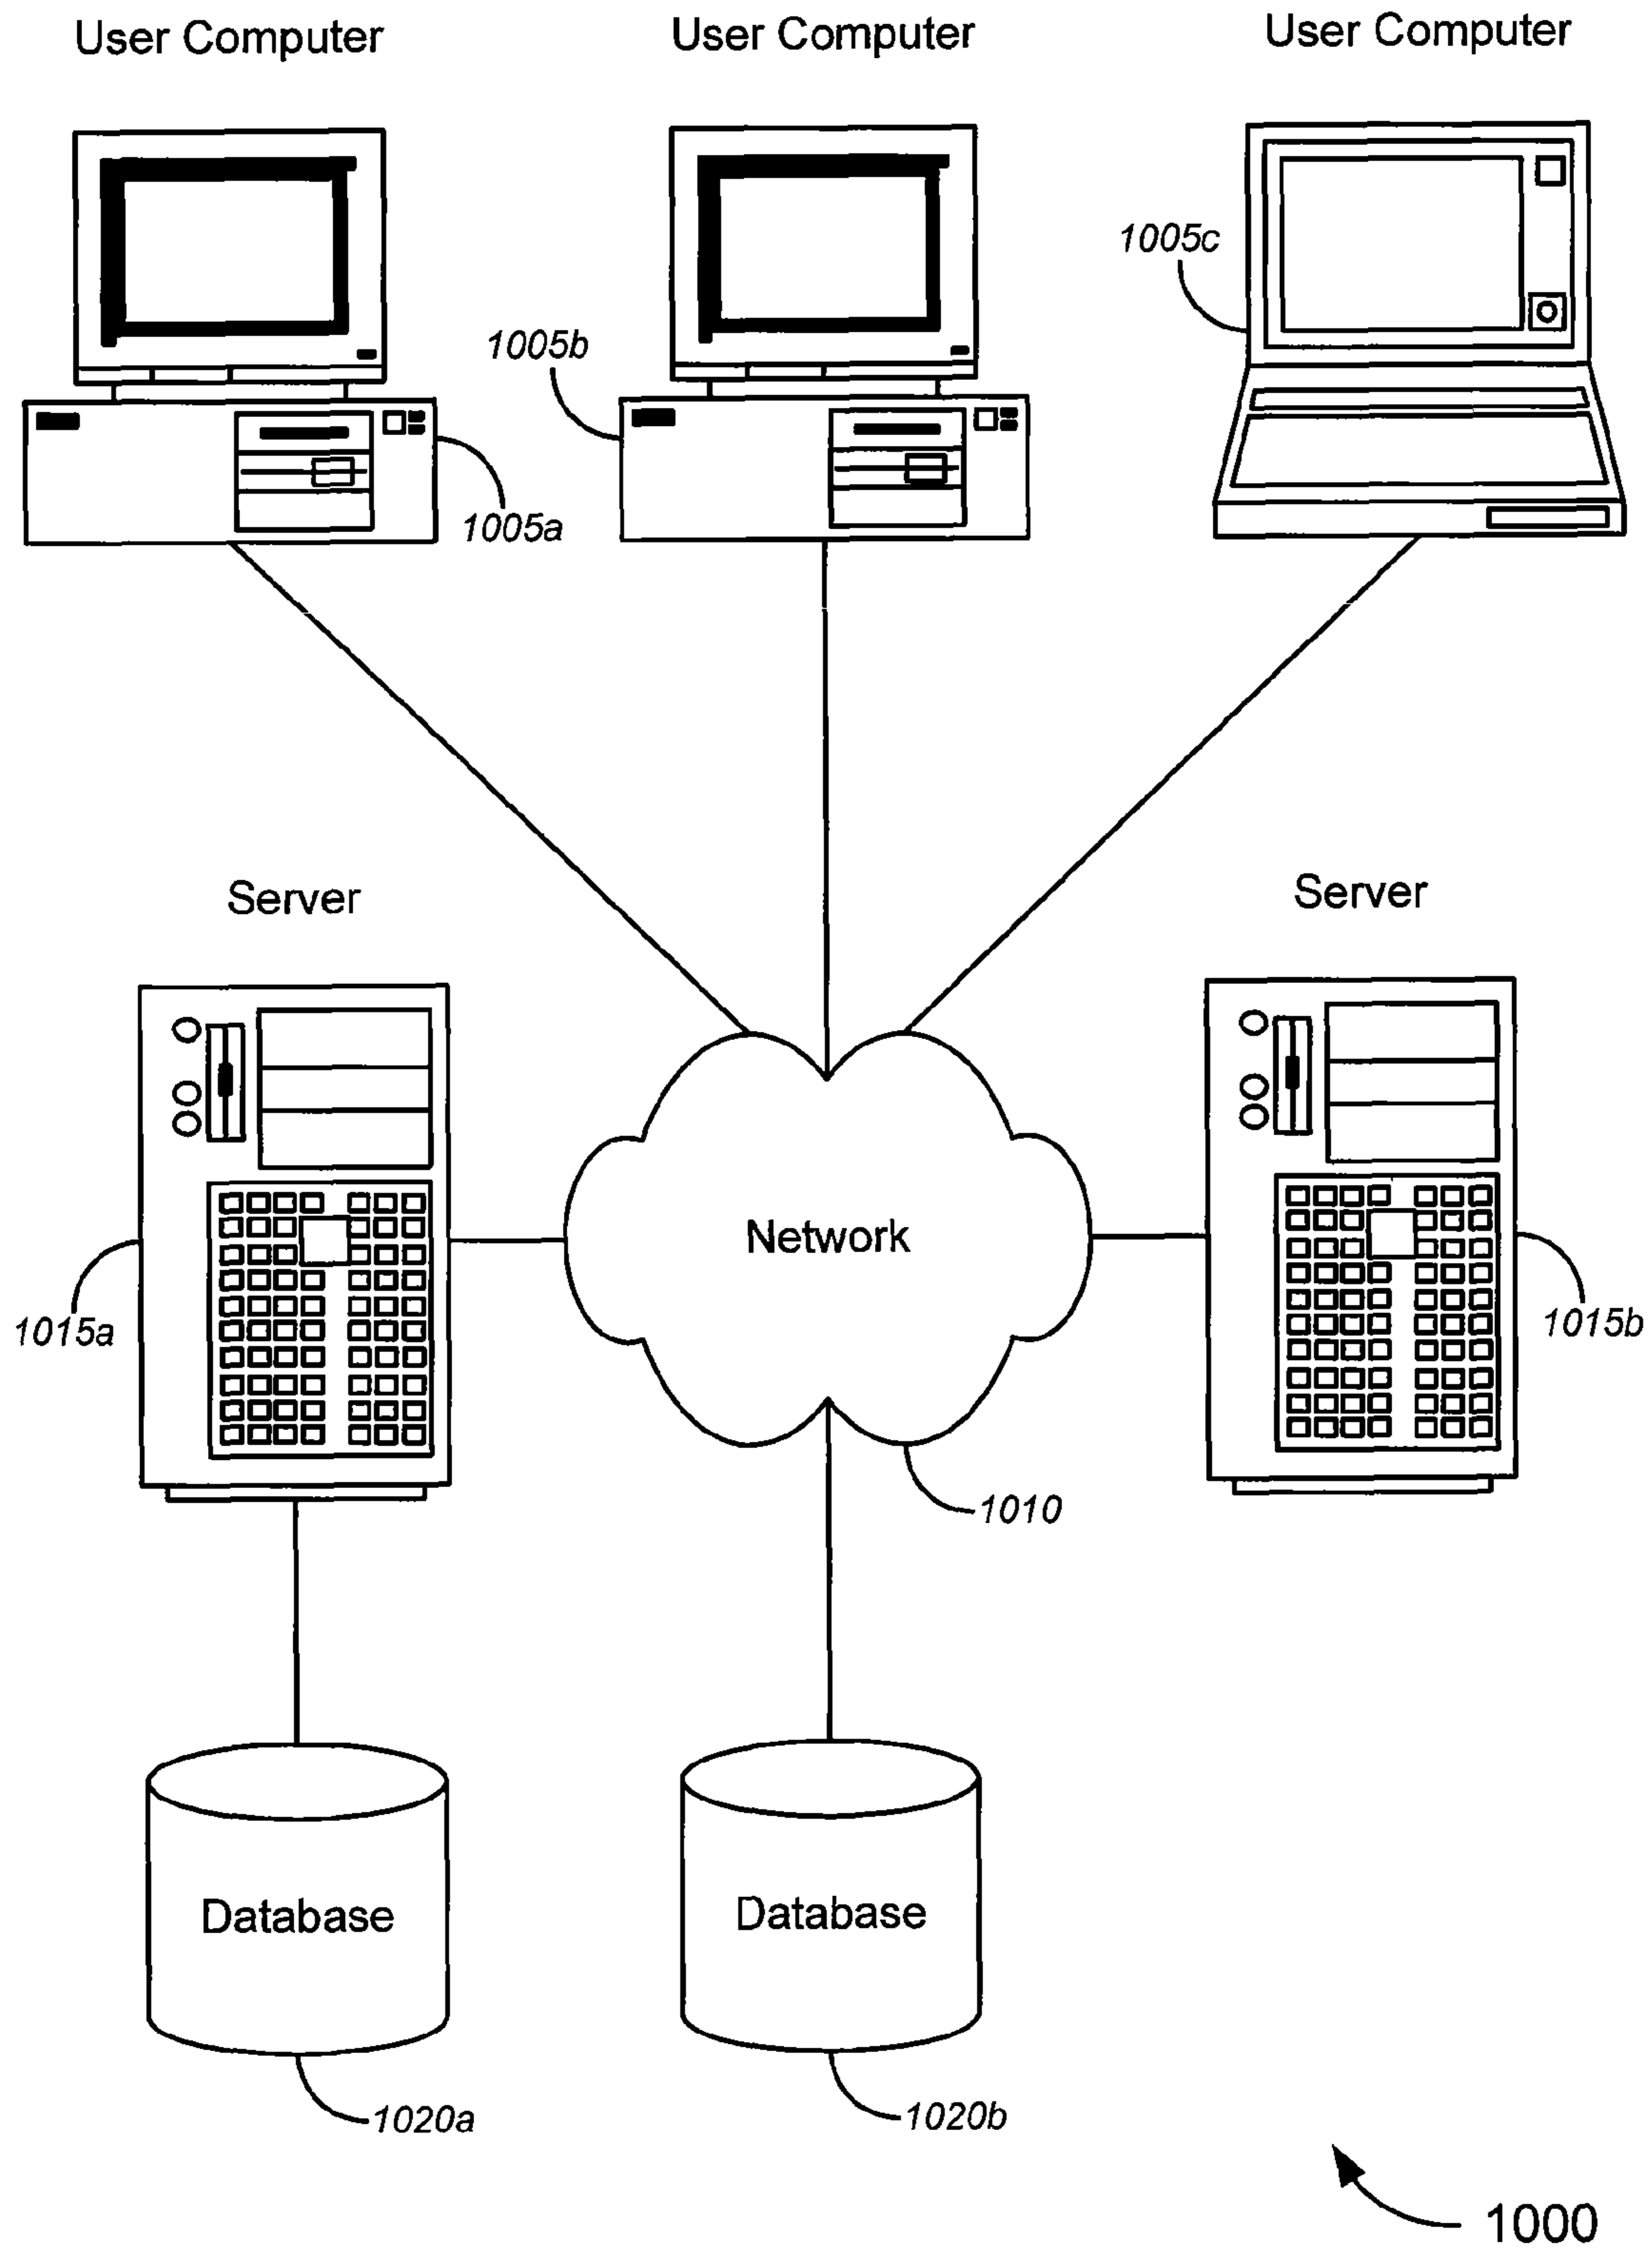 User Computer
User Computer
User Computer
1005c
1005b
1005a
Server
Server
Network
1015a
1015b
1010
Database
Database
1020a
1020b
1000